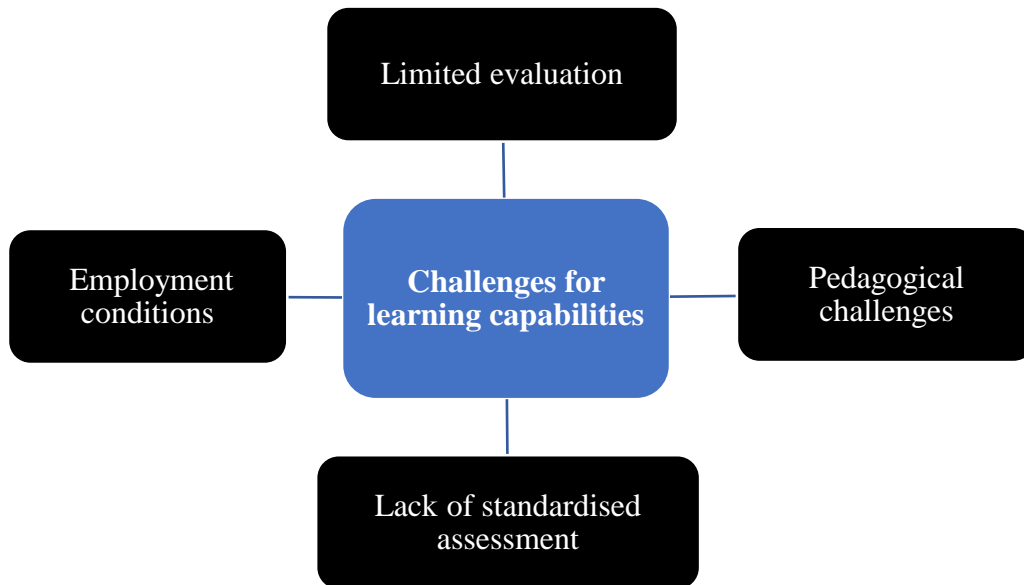 Limited evaluation
Employment
conditions
Challenges for
learning capabilities
Pedagogical
challenges
Lack of standardised
assessment